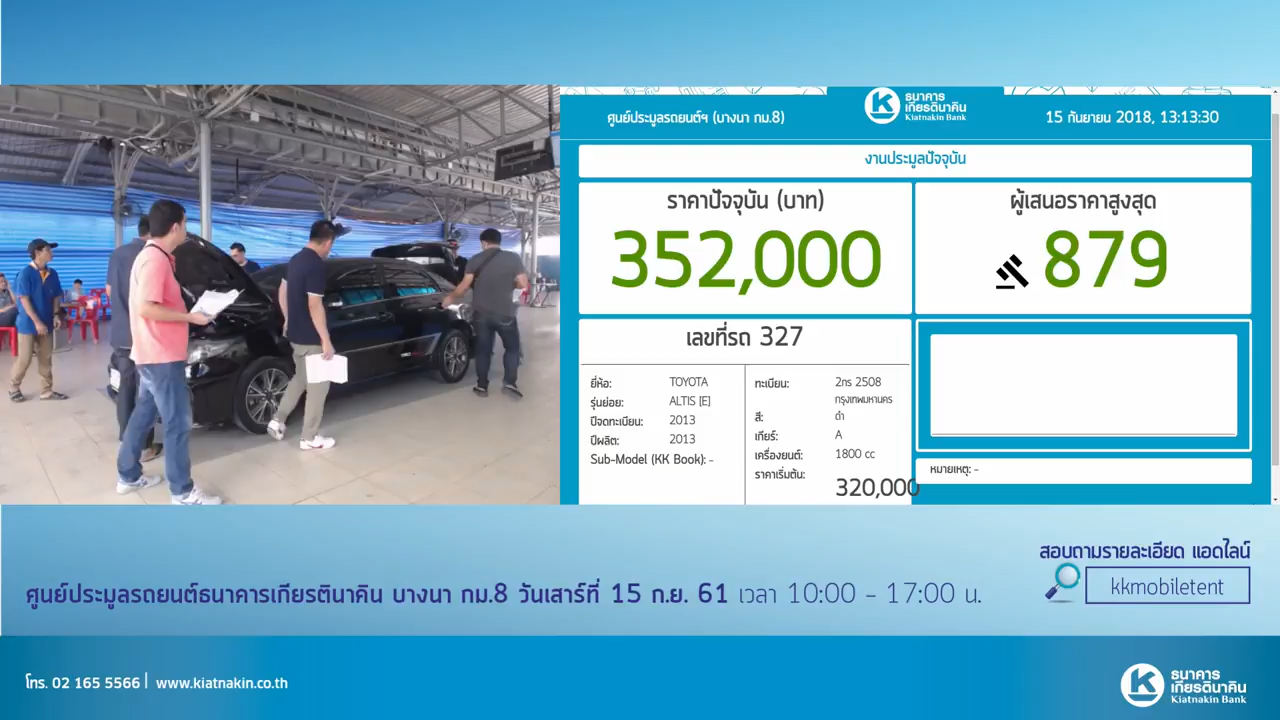 ศูนย์ประมูลรถยนต์ฯ (บางนา กม.8)
ธนาคาร
เกียรตินาคิน
Kiatnakin Bank
15 กันยายน 2018, 13:13:30
งานประมูลปัจจุบัน
ราคาปัจจุบัน (บาท)
352,000
ผู้เสนอราคาสูงสุด
879
เลขที่รถ 327
ยี่ห้อ: TOYOTA
รุ่นย่อย: ALTIS [E]
ปีจดทะเบียน: 2013
ปีผลิต: 2013
Sub-Model (KK Book): -
ทะเบียน: 2กร 2508
กรุงเทพมหานคร
สี: ดำ
เกียร์: A
เครื่องยนต์: 1800 cc
ราคาเริ่มต้น: 320,000
หมายเหตุ: -
สอบถามรายละเอียด แอดไลน์
kkmobiletent
ศูนย์ประมูลรถยนต์ธนาคารเกียรตินาคิน บางนา กม.8 วันเสาร์ที่ 15 ก.ย. 61 เวลา 10:00 - 17:00 น.
โทร. 02 165 5566 | www.kiatnakin.co.th
ธนาคาร
เกียรตินาคิน
Kiatnakin Bank